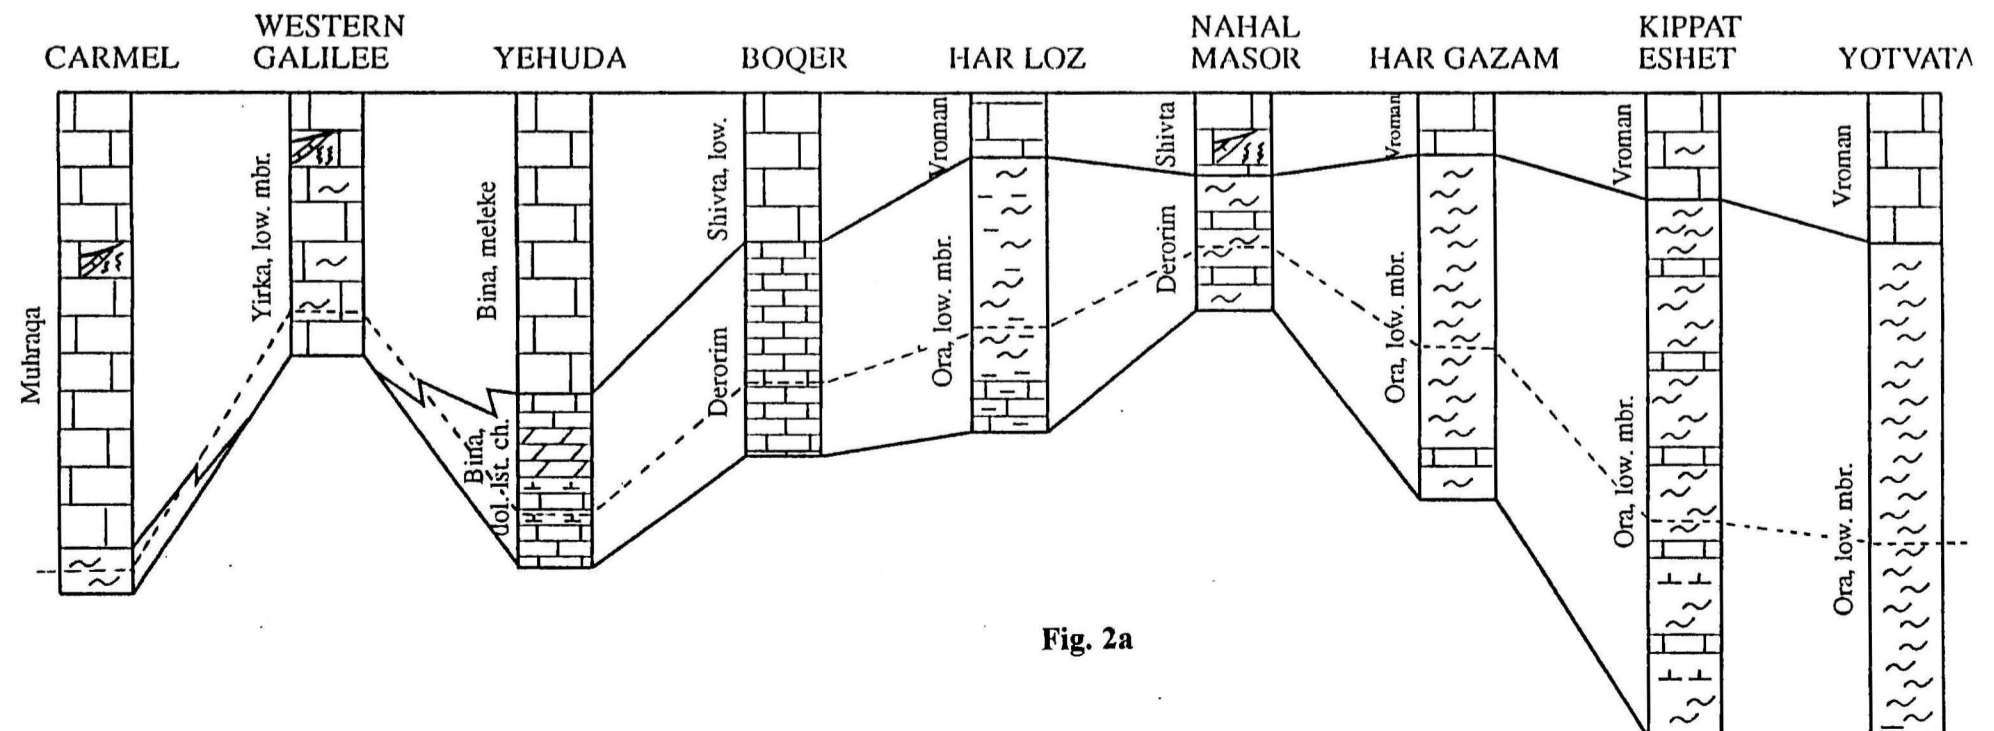 CARMEL
WESTERN
GALILEE
YEHUDA
BOQER
HAR LOZ
NAHAL
MASOR
HAR GAZAM
KIPPAT
ESHET
YOTVATA
Muhraqa
Yirka, low. mbr.
Bina, meleke
Bina,
dol.-lst. ch.
Shivta, low.
Derorim
Vroman
Ora, low. mbr.
Shivta
Derorim
Vroman
Ora, low. mbr.
Vroman
Ora, low. mbr.
Vroman
Ora, low. mbr.
Fig. 2a